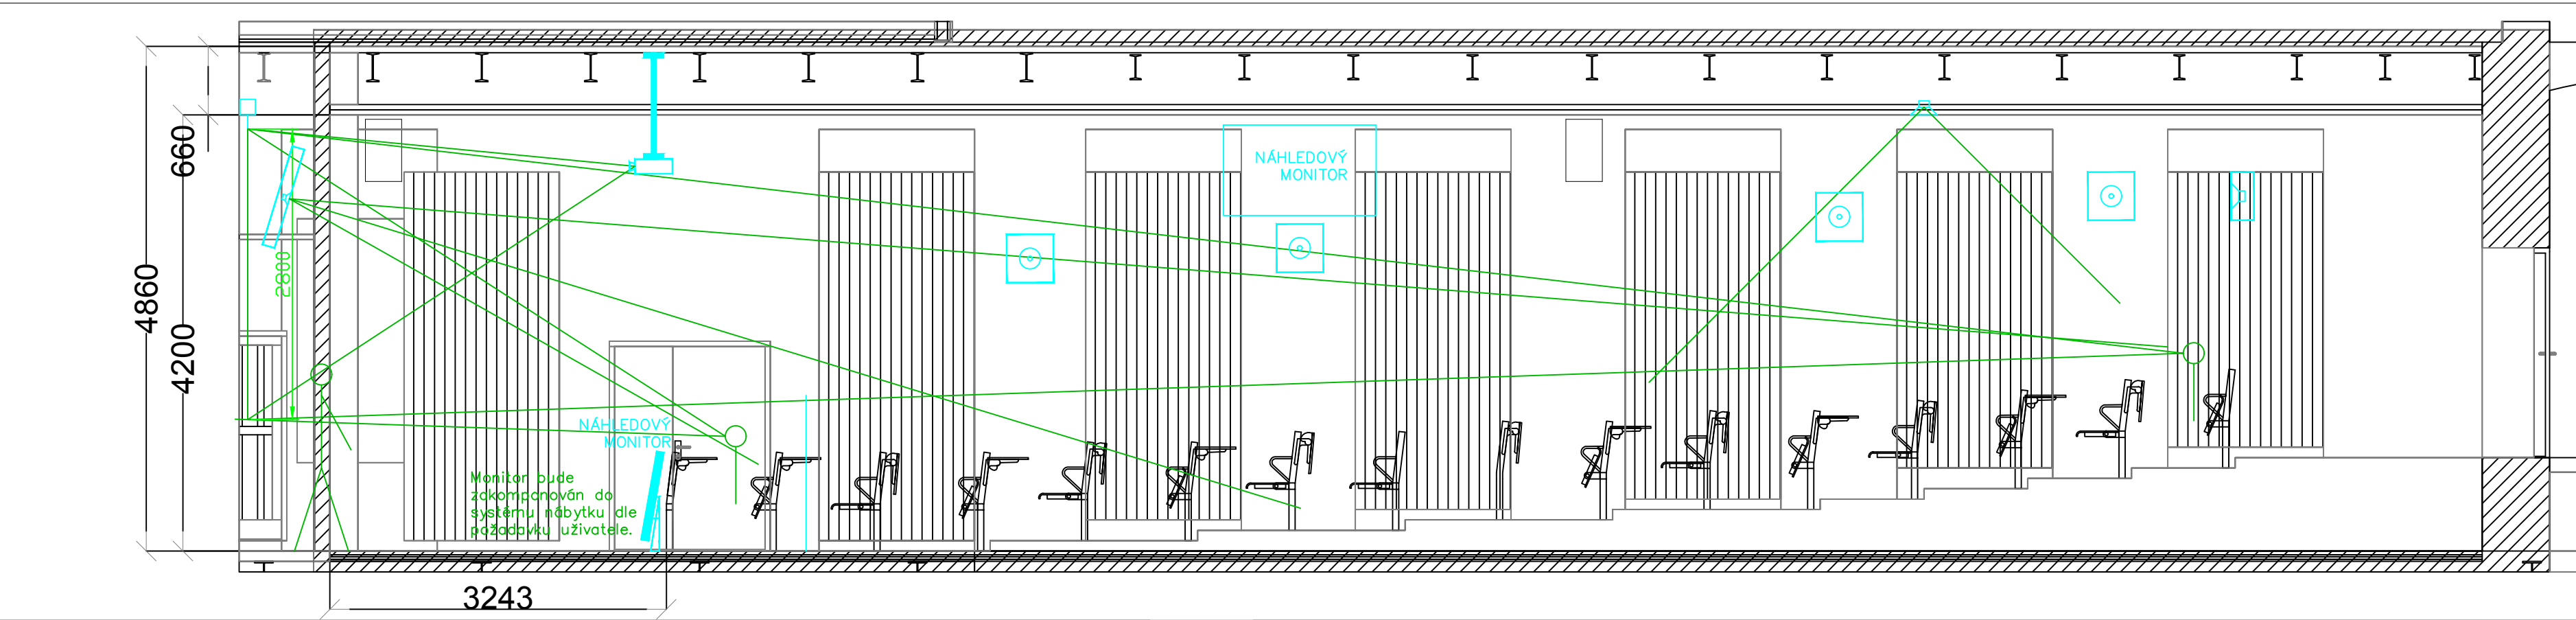 660
4860
4200
2800
NÁHLEDOVÝ
MONITOR
NÁHLEDOVÝ
MONITOR
Monitor bude
zakomponován do
systému nábytku dle
požadavku uživatele.
3243